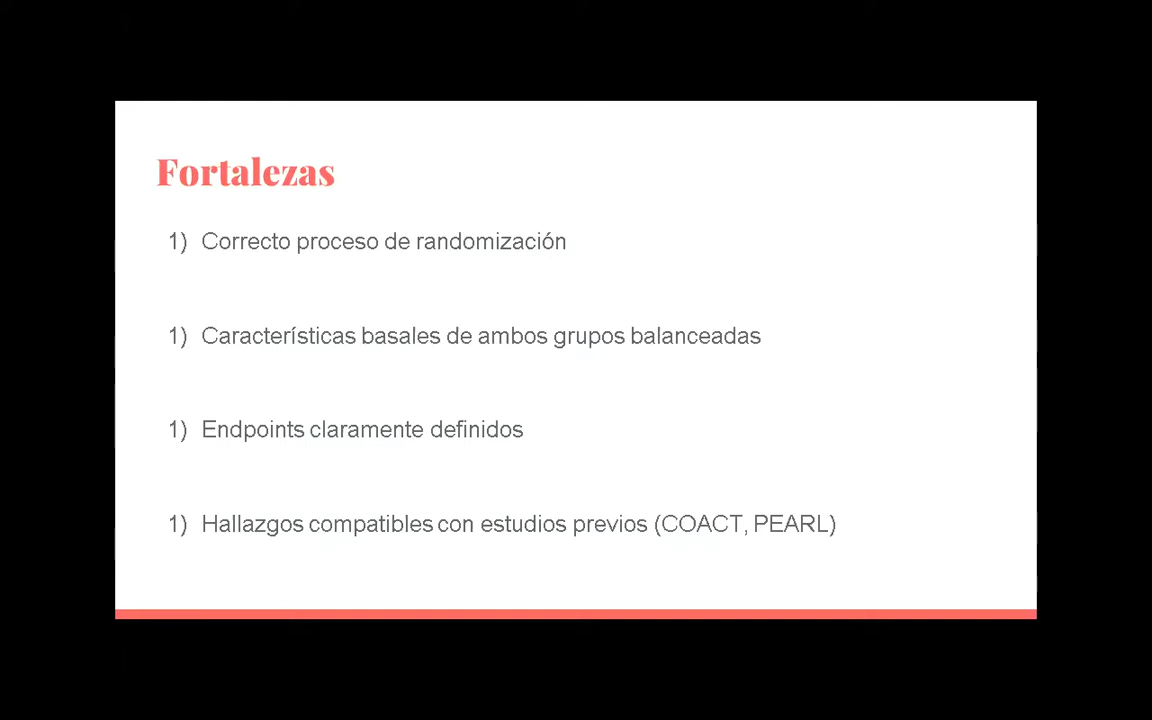 Fortalezas
1) Correcto proceso de randomización
1) Características basales de ambos grupos balanceadas
1) Endpoints claramente definidos
1) Hallazgos compatibles con estudios previos (COACT, PEARL)